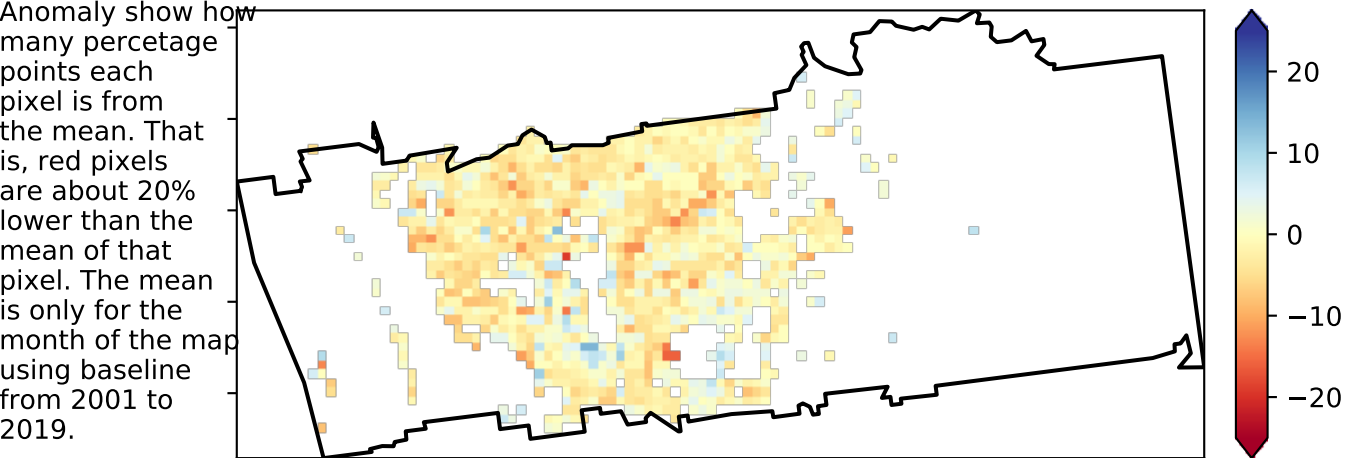 Anomaly show how
many percetage
points each
pixel is from
the mean. That
is, red pixels
are about 20%
lower than the
mean of that
pixel. The mean
is only for the
month of the map
using baseline
from 2001 to
2019.
20
10
0
−10
−20